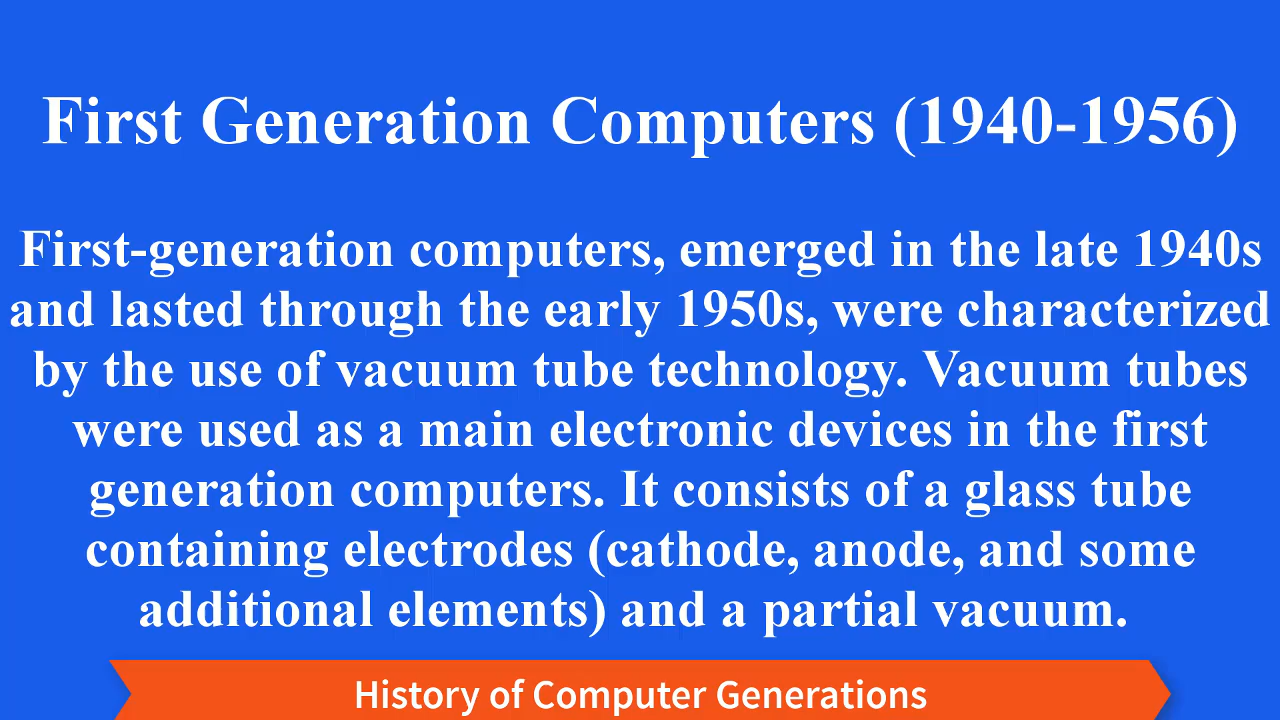 First Generation Computers (1940-1956)
First-generation computers, emerged in the late 1940s
and lasted through the early 1950s, were characterized
by the use of vacuum tube technology. Vacuum tubes
were used as a main electronic devices in the first
generation computers. It consists of a glass tube
containing electrodes (cathode, anode, and some
additional elements) and a partial vacuum.
History of Computer Generations